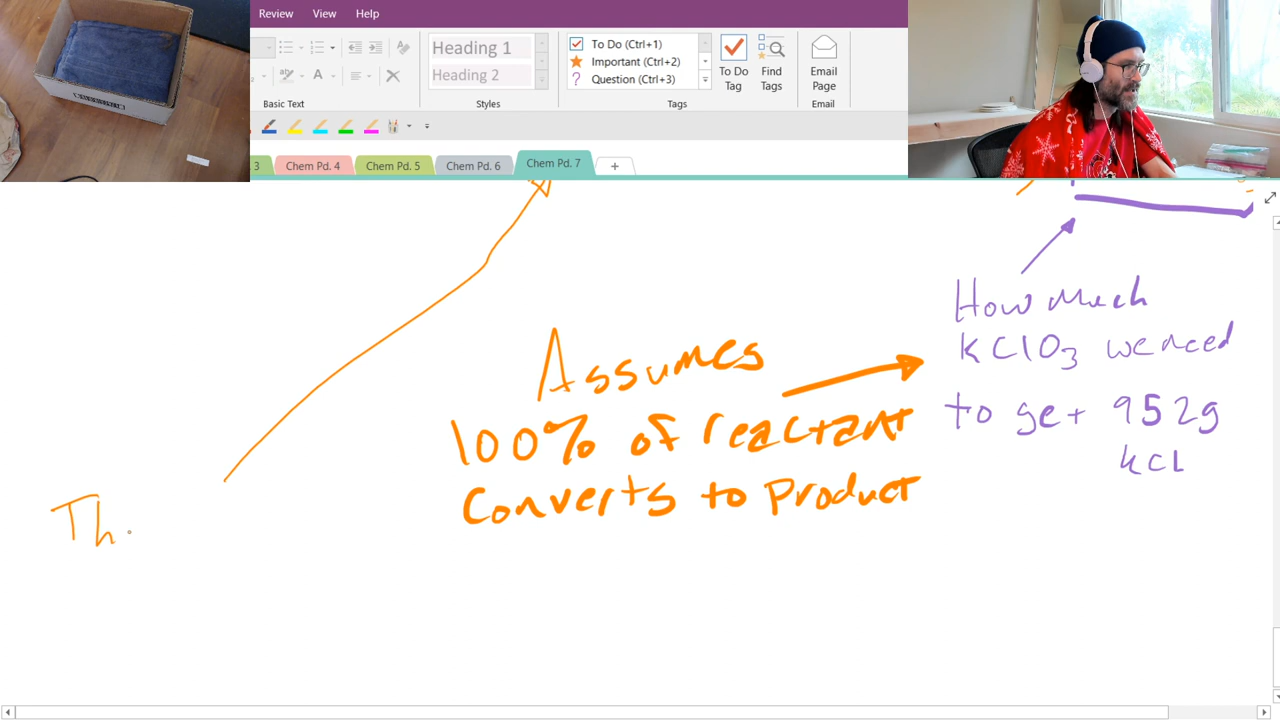 Review View Help
Heading 1
Heading 2
To Do (Ctrl+1)
Important (Ctrl+2)
Question (Ctrl+3)
To Do
Tag
Find
Tags
Email
Page
Basic Text
Styles
Tags
Email
3
Chem Pd. 4
Chem Pd. 5
Chem Pd. 6
Chem Pd. 7
Assumes
100% of reactant
Converts to Product
How much
KClO3 we need
to get 952g
KCl
Th